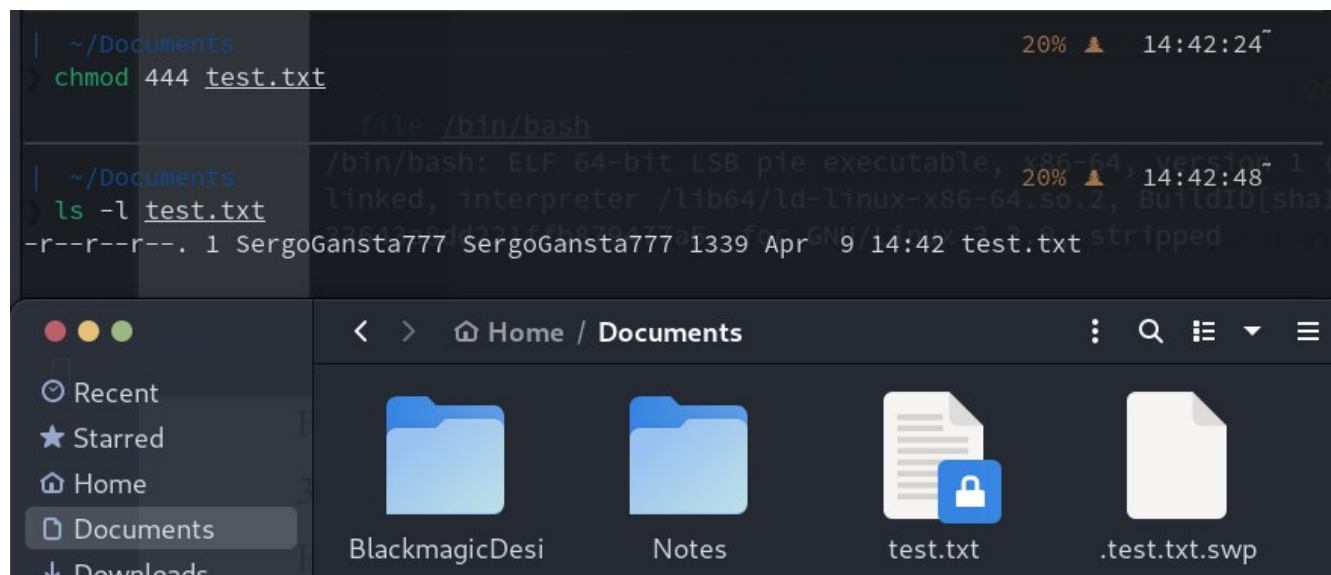 ~/Documents 20% 14:42:24~
❯ chmod 444 test.txt
file /bin/bash
~/Documents 20% 14:42:48~
/bin/bash: ELF 64-bit LSB pie executable, x86-64, version 1 (
❯ ls -l test.txt
linked, interpreter /lib64/ld-linux-x86-64.so.2, BuildID[sha1
-r--r--r--. 1 SergoGansta777 SergoGansta777 1339 Apr  9 14:42 test.txt
for GNU/Linux stripped
Home / Documents
Recent
Starred
Home
Documents
Downloads
BlackmagicDesi
Notes
test.txt
.test.txt.swp